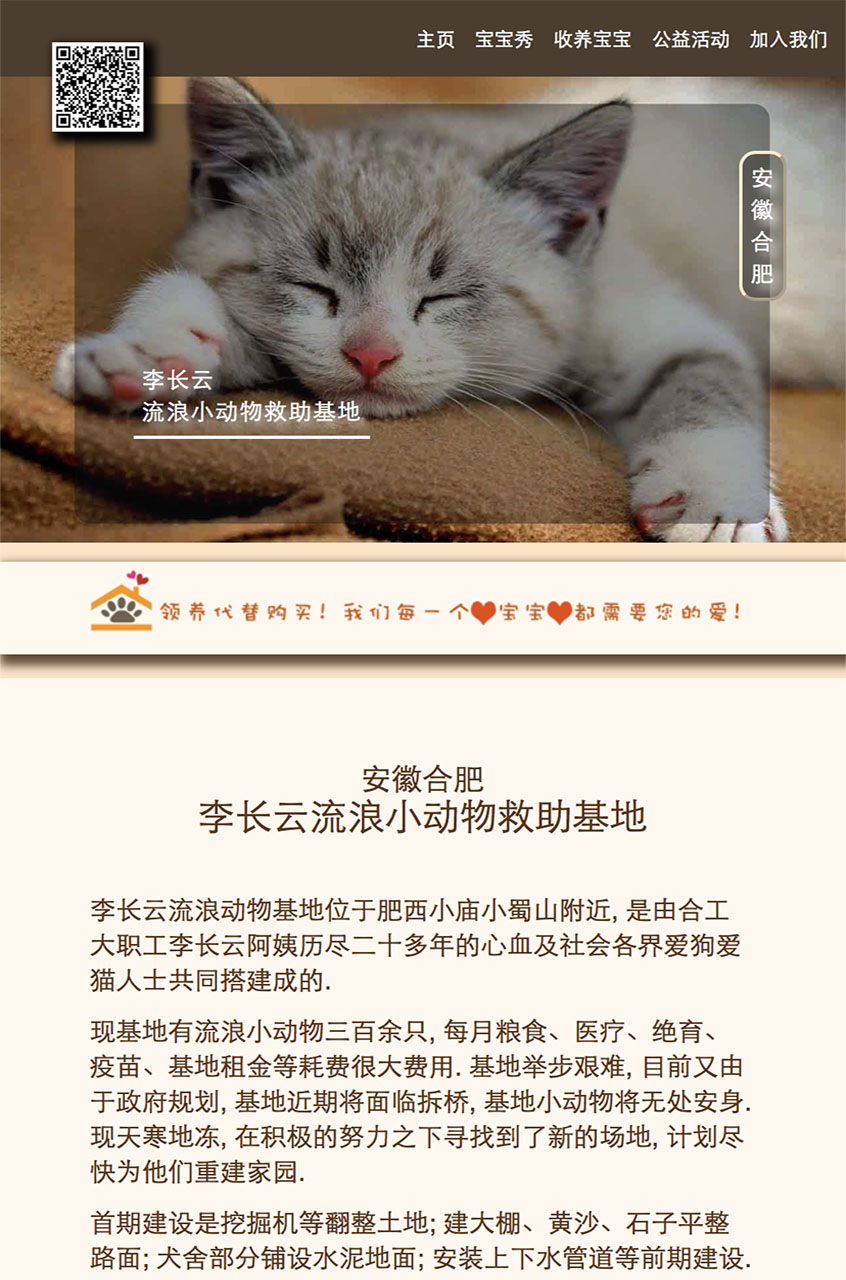 主页 宝宝秀 收养宝宝 公益活动 加入我们
安徽合肥
李长云
流浪小动物救助基地
领养代替购买！我们每一个❤宝宝❤都需要您的爱！
安徽合肥
李长云流浪小动物救助基地
李长云流浪动物基地位于肥西小庙小蜀山附近, 是由合工
大职工李长云阿姨历尽二十多年的心血及社会各界爱狗爱
猫人士共同搭建成的.
现基地有流浪小动物三百余只, 每月粮食、医疗、绝育、
疫苗、基地租金等耗费很大费用. 基地举步艰难, 目前又由
于政府规划, 基地近期将面临拆桥, 基地小动物将无处安身.
现天寒地冻, 在积极的努力之下寻找到了新的场地, 计划尽
快为他们重建家园.
首期建设是挖掘机等翻整土地; 建大棚、黄沙、石子平整
路面; 犬舍部分铺设水泥地面; 安装上下水管道等前期建设.